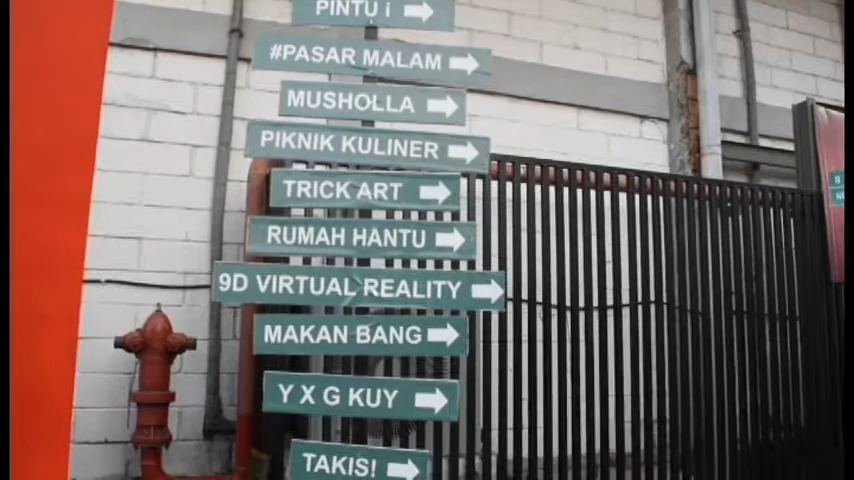 PINTU i
#PASAR MALAM
MUSHOLLA
PIKNIK KULINER
TRICK ART
RUMAH HANTU
9D VIRTUAL REALITY
MAKAN BANG
Y X G KUY
TAKIS!